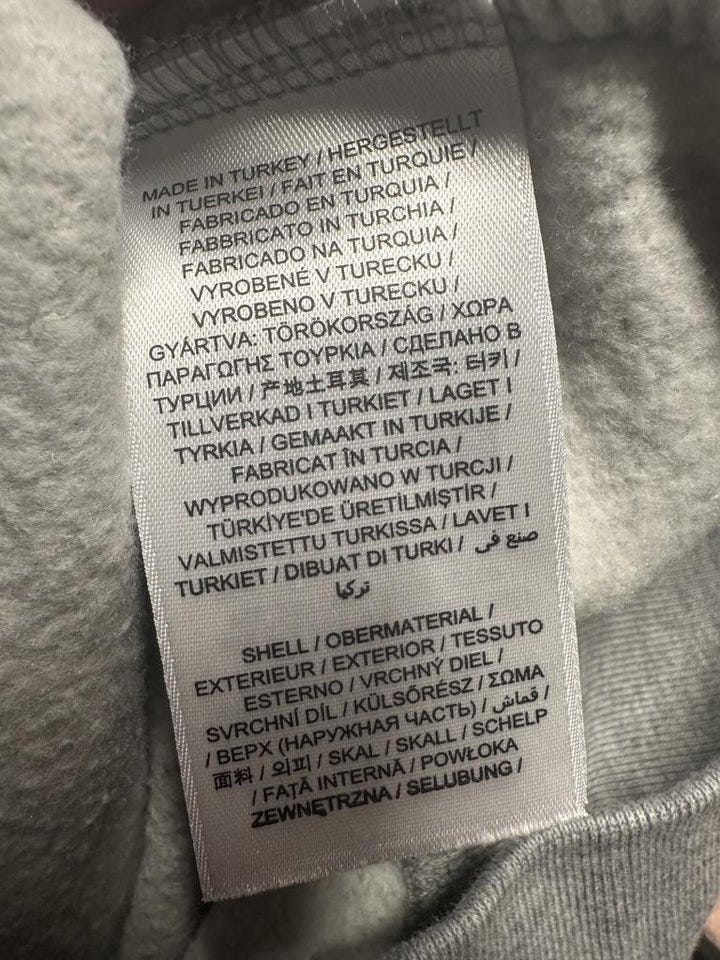 MADE IN TURKEY / HERGESTELLT
IN TUERKEI / FAIT EN TURQUIE /
FABRICADO EN TURQUIA /
FABBRICATO IN TURCHIA /
FABRICADO NA TURQUIA /
VYROBENÉ V TURECKU /
VYROBENO V TURECKU /
GYÁRTVA: TÖRÖKORSZÁG / ΧΩΡΑ
ΠΑΡΑΓΩΓΗΣ ΤΟΥΡΚΙΑ / СДЕЛАНО В
ТУРЦИИ / 产地土耳其 / 제조국: 터키 /
TILLVERKAD I TURKIET / LAGET I
TYRKIA / GEMAAKT IN TURKIJE /
FABRICAT ÎN TURCIA /
WYPRODUKOWANO W TURCJI /
TÜRKİYE'DE ÜRETİLMİŞTİR /
VALMISTETTU TURKISSA / LAVET I
TURKIET / DIBUAT DI TURKI / صنع في
تركيا
SHELL / OBERMATERIAL /
EXTERIEUR / EXTERIOR / TESSUTO
ESTERNO / VRCHNÝ DIEL /
SVRCHNÍ DÍL / KÜLSŐRÉSZ / ΣΩΜΑ
/ ВЕРХ (НАРУЖНАЯ ЧАСТЬ) / قماش /
面料 / 외피 / SKAL / SKALL / SCHELP
/ FAȚĂ INTERNĂ / POWŁOKA
ZEWNĘTRZNA / SELUBUNG /